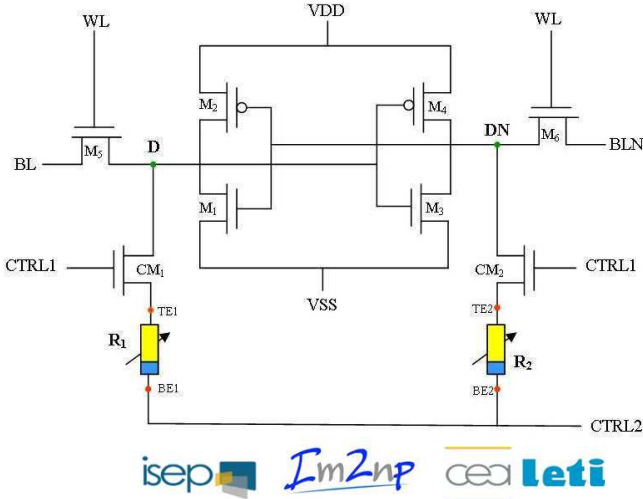 WL
VDD
WL
M2
M4
D
DN
BL
M5
M6
BLN
M1
M3
CTRL1
CM1
VSS
CM2
CTRL1
TE1
TE2
R1
R2
BE1
BE2
CTRL2
isep
Im2np
cea leti